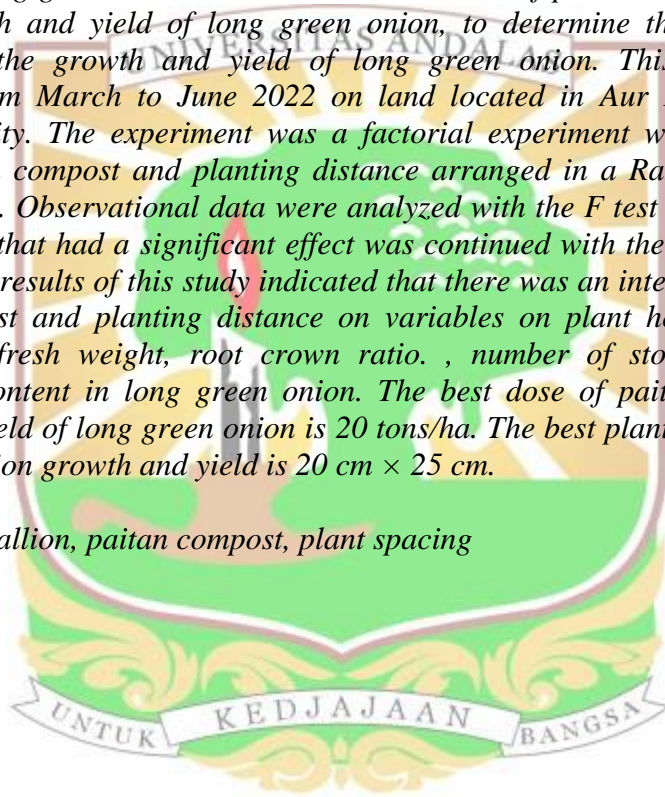 h and yield of long green onion, to determine th
UNIVERSITAS ANDALAS
the growth and yield of long green onion. This
m March to June 2022 on land located in Aur
ity. The experiment was a factorial experiment w
compost and planting distance arranged in a Ra
. Observational data were analyzed with the F test
that had a significant effect was continued with the
results of this study indicated that there was an inte
st and planting distance on variables on plant he
fresh weight, root crown ratio. , number of sto
ontent in long green onion. The best dose of pait
eld of long green onion is 20 tons/ha. The best plant
ion growth and yield is 20 cm × 25 cm.
allion, paitan compost, plant spacing
UNTUK KEDJAJAAN BANGSA